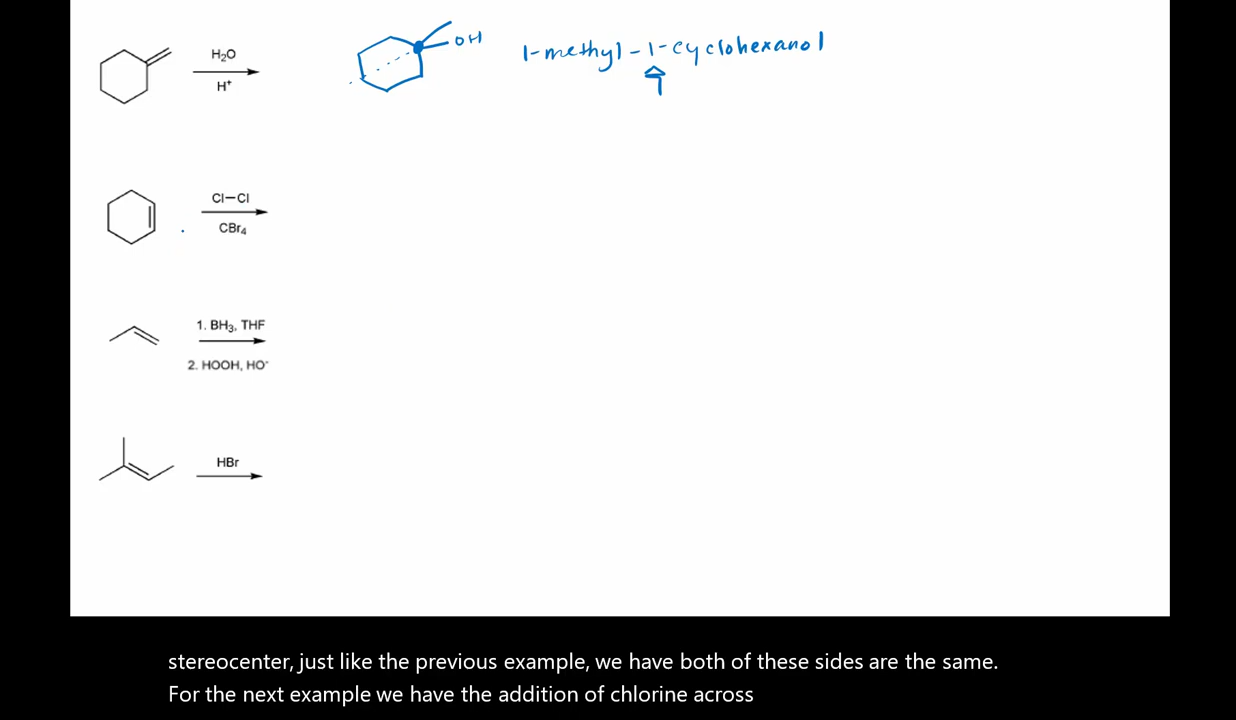 H₂O
H⁺
OH
1-methyl-1-cyclohexanol
Cl—Cl
CBr₄
1. BH₃, THF
2. HOOH, HO⁻
HBr
stereocenter, just like the previous example, we have both of these sides are the same.
For the next example we have the addition of chlorine across